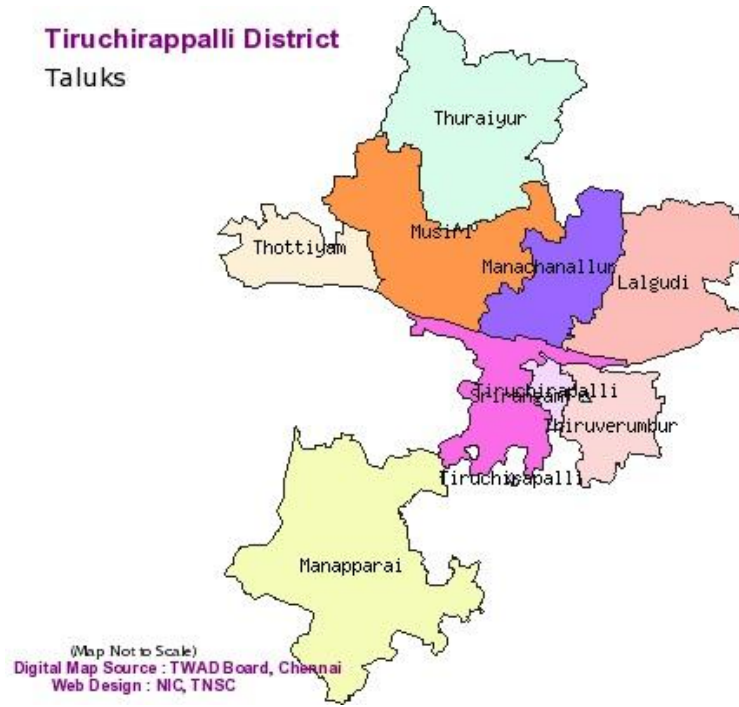 Tiruchirappalli District
Taluks
Thuraiyur
Musiri
Thottiyam
Manachanallur
Lalgudi
Tiruchirapalli
Srirangam
Thiruverumbur
Tiruchirapalli
Manapparai
(Map Not to Scale)
Digital Map Source : TWAD Board, Chennai
Web Design : NIC, TNSC